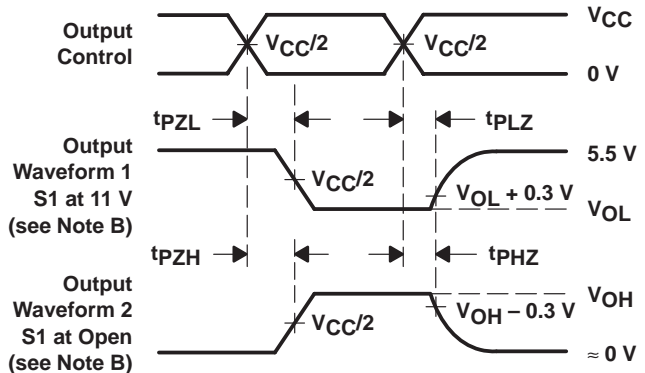 Output
Control
VCC/2
VCC/2
VCC
0 V
tPZL
tPLZ
Output
Waveform 1
S1 at 11 V
(see Note B)
VCC/2
5.5 V
VOL + 0.3 V
VOL
tPZH
tPHZ
Output
Waveform 2
S1 at Open
(see Note B)
VCC/2
VOH
VOH – 0.3 V
≈ 0 V